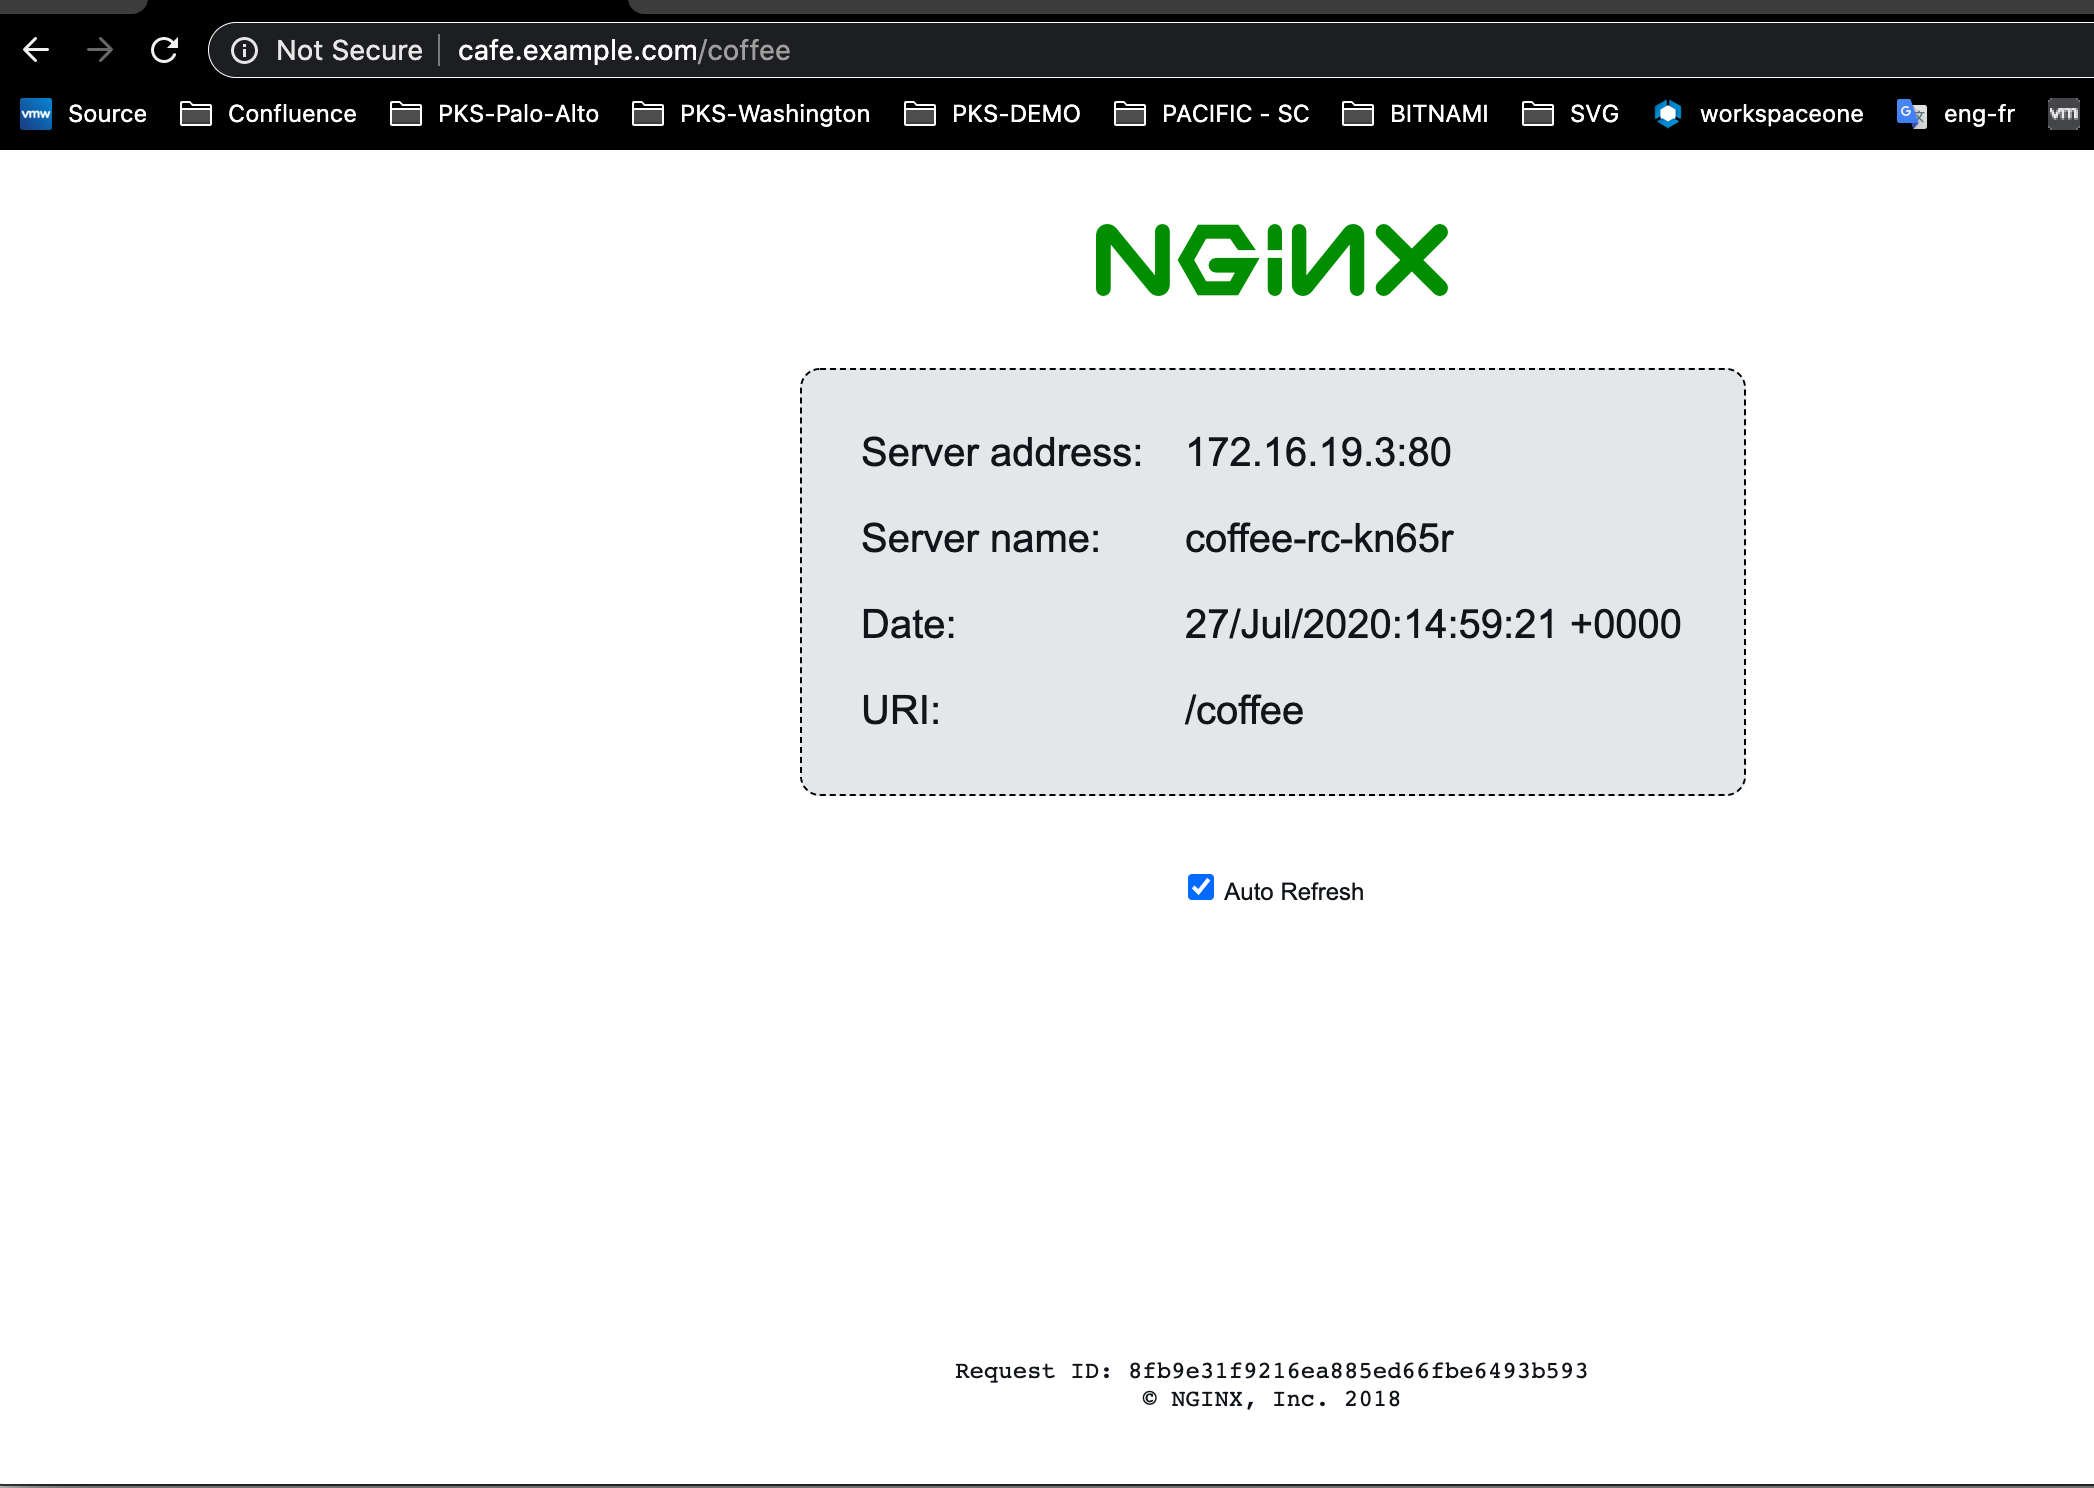 Not Secure cafe.example.com/coffee
vmw Source Confluence PKS-Palo-Alto PKS-Washington PKS-DEMO PACIFIC - SC BITNAMI SVG workspaceone eng-fr vm
NGINX
Server address: 172.16.19.3:80
Server name: coffee-rc-kn65r
Date: 27/Jul/2020:14:59:21 +0000
URI: /coffee
Auto Refresh
Request ID: 8fb9e31f9216ea885ed66fbe6493b593
© NGINX, Inc. 2018